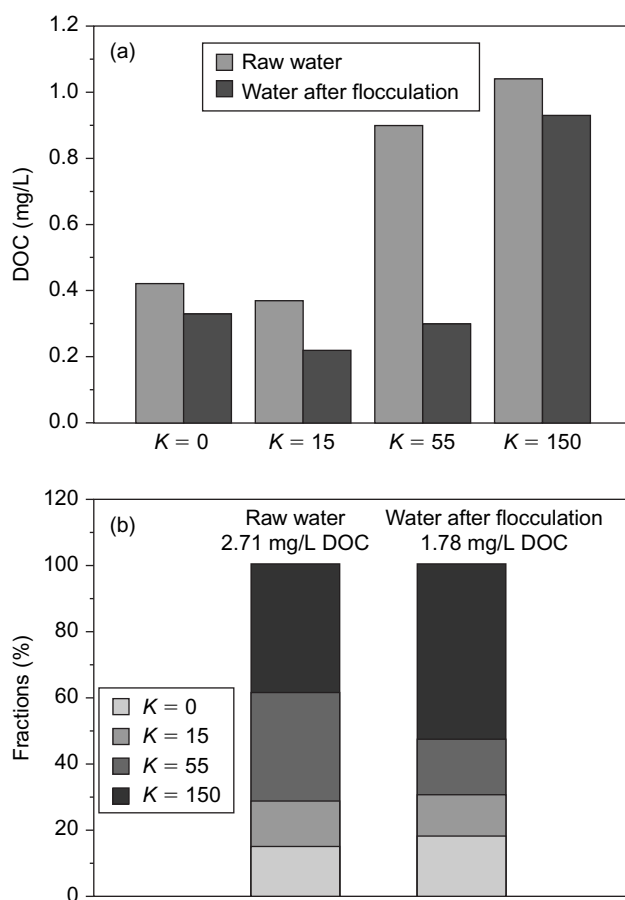 (a)
Raw water
Water after flocculation
DOC (mg/L)
1.2
1.0
0.8
0.6
0.4
0.2
0.0
K = 0 K = 15 K = 55 K = 150
(b)
Raw water Water after flocculation
2.71 mg/L DOC 1.78 mg/L DOC
Fractions (%)
120
100
80
60
40
20
0
K = 0
K = 15
K = 55
K = 150